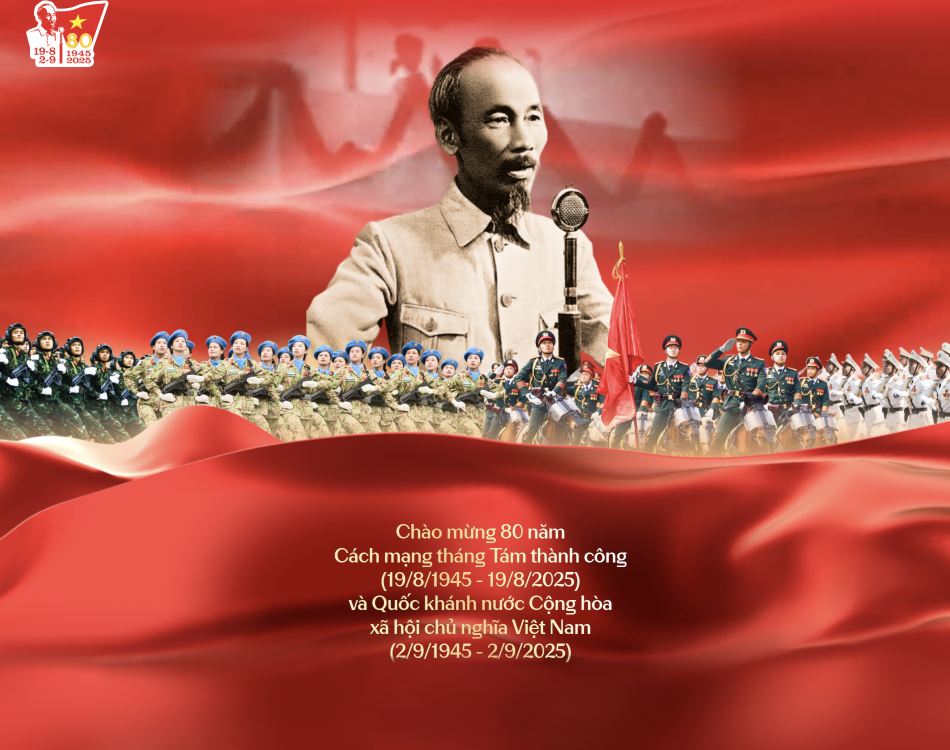 80
19-8 1945
2-9 2025
Chào mừng 80 năm
Cách mạng tháng Tám thành công
(19/8/1945 - 19/8/2025)
và Quốc khánh nước Cộng hòa
xã hội chủ nghĩa Việt Nam
(2/9/1945 - 2/9/2025)